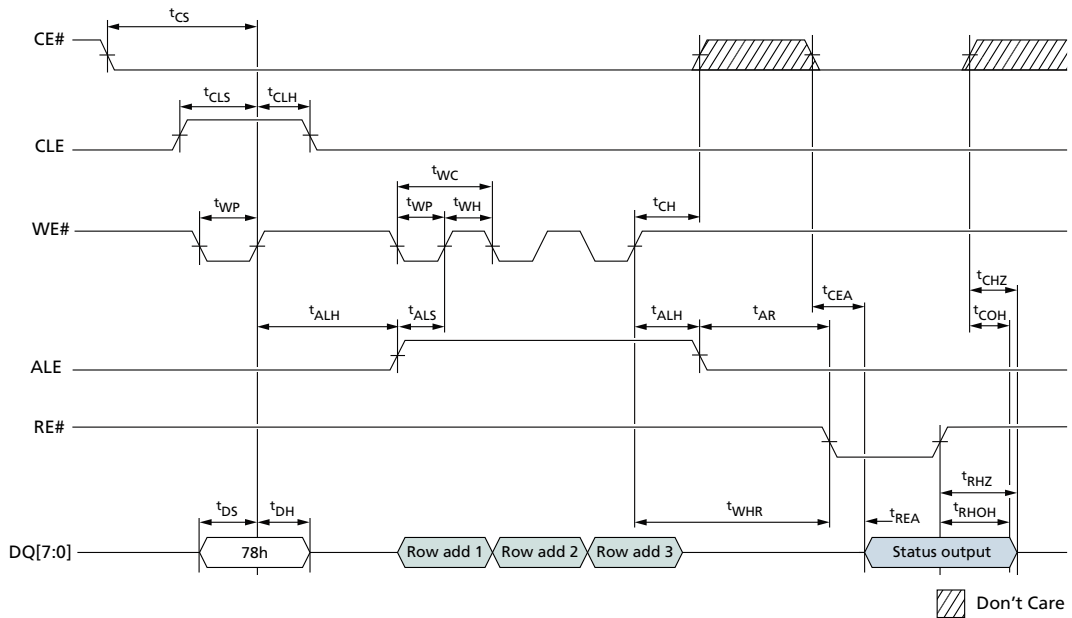 tCS
CE#
tCLS
tCLH
CLE
tWC
tWP
tWP
tWH
tCH
WE#
tCEA
tCHZ
tALH
tALS
tALH
tAR
tCOH
ALE
RE#
tRHZ
tDS
tDH
tWHR
tREA
tRHOH
DQ[7:0]
78h
Row add 1
Row add 2
Row add 3
Status output
Don't Care